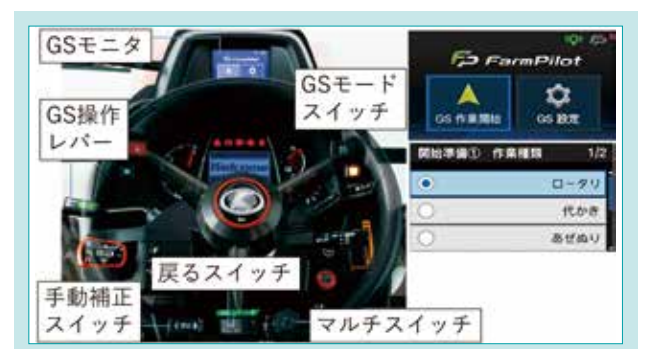 GSモニタ
GSモード
スイッチ
GS操作
レバー
Welcome
戻るスイッチ
手動補正
スイッチ
マルチスイッチ
FarmPilot
GS 作業開始
GS 設定
開始準備① 作業種類 1/2
ロータリ
代かき
あぜぬり